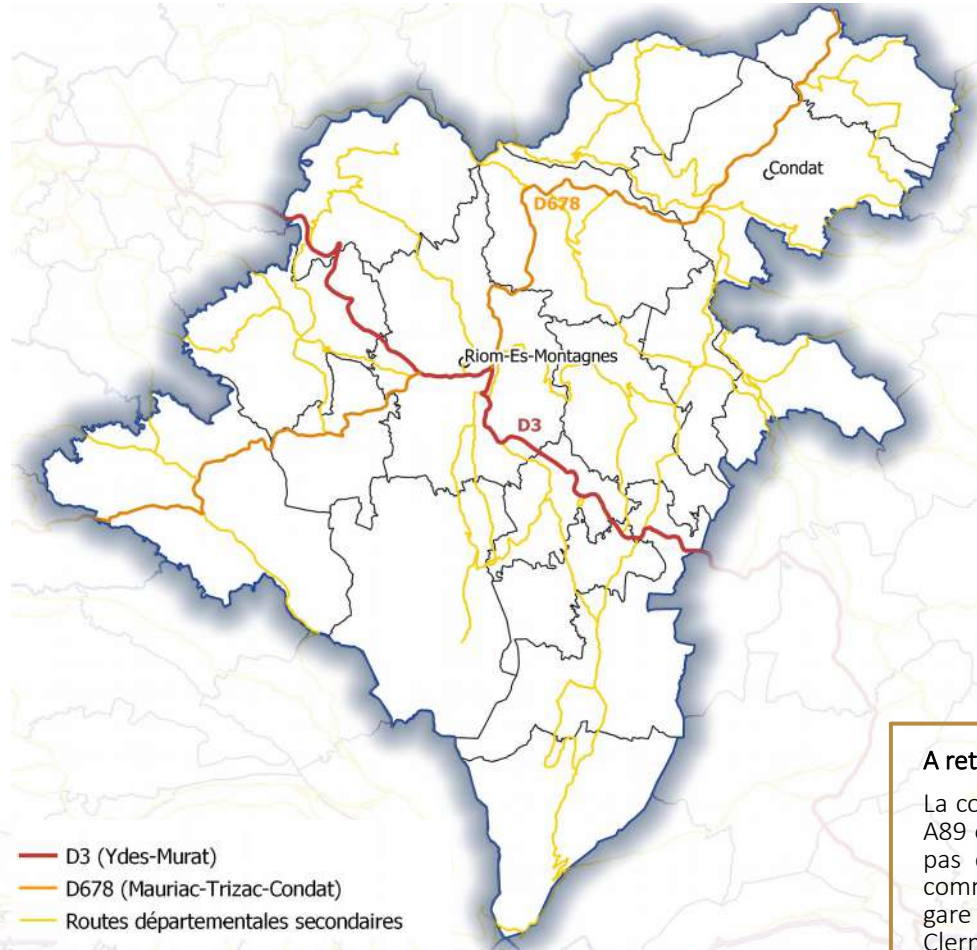 Condat
D678
Riom-Es-Montagnes
D3
D3 (Ydes-Murat)
D678 (Mauriac-Trizac-Condat)
Routes départementales secondaires
A ret
La co
A89
pas
comm
gare
Clerm